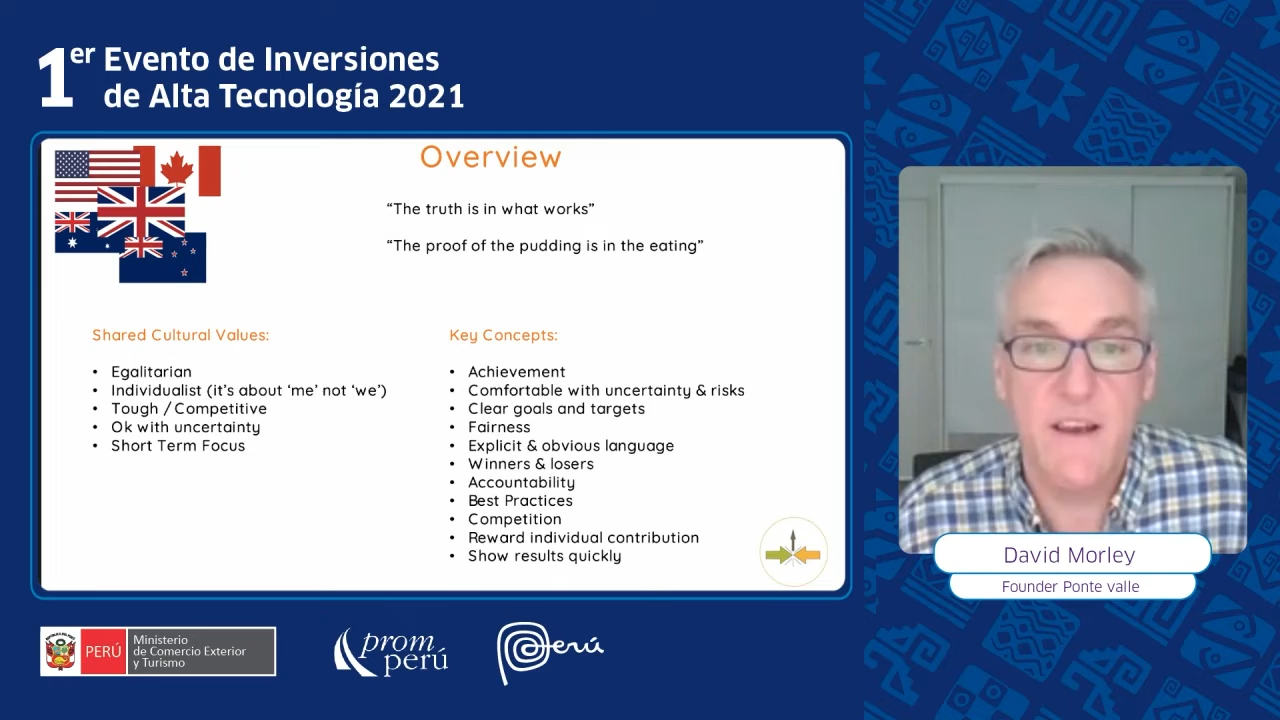 1er Evento de Inversiones
de Alta Tecnología 2021
Overview
“The truth is in what works”
“The proof of the pudding is in the eating”
Shared Cultural Values:
• Egalitarian
• Individualist (it’s about ‘me’ not ‘we’)
• Tough / Competitive
• Ok with uncertainty
• Short Term Focus
Key Concepts:
• Achievement
• Comfortable with uncertainty & risks
• Clear goals and targets
• Fairness
• Explicit & obvious language
• Winners & losers
• Accountability
• Best Practices
• Competition
• Reward individual contribution
• Show results quickly
David Morley
Founder Ponte valle
PERÚ
Ministerio
de Comercio Exterior
y Turismo
prom
perú
Perú